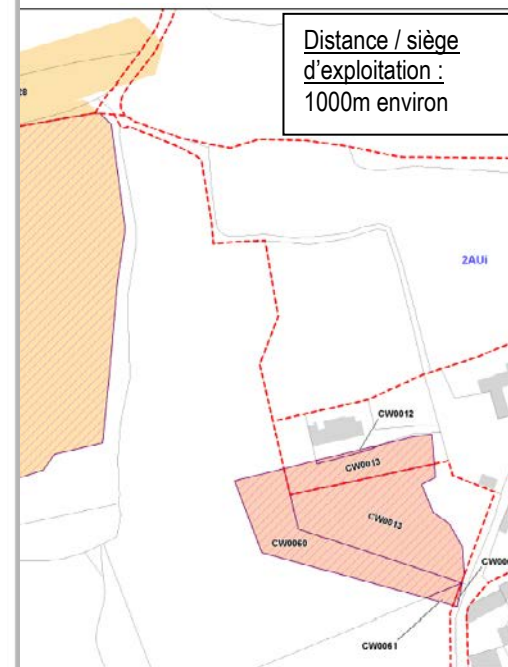 Distance / siège
d'exploitation :
1000m environ
2AUi
CW0012
CW0013
CW0013
CW0060
CW0061